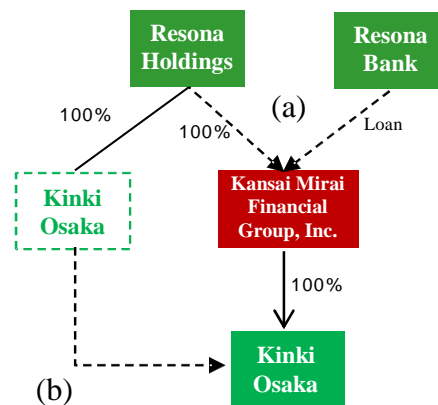 Resona
Holdings
Resona
Bank
100%
(a)
100%
Loan
Kinki
Osaka
Kansai Mirai
Financial
Group, Inc.
100%
(b)
Kinki
Osaka